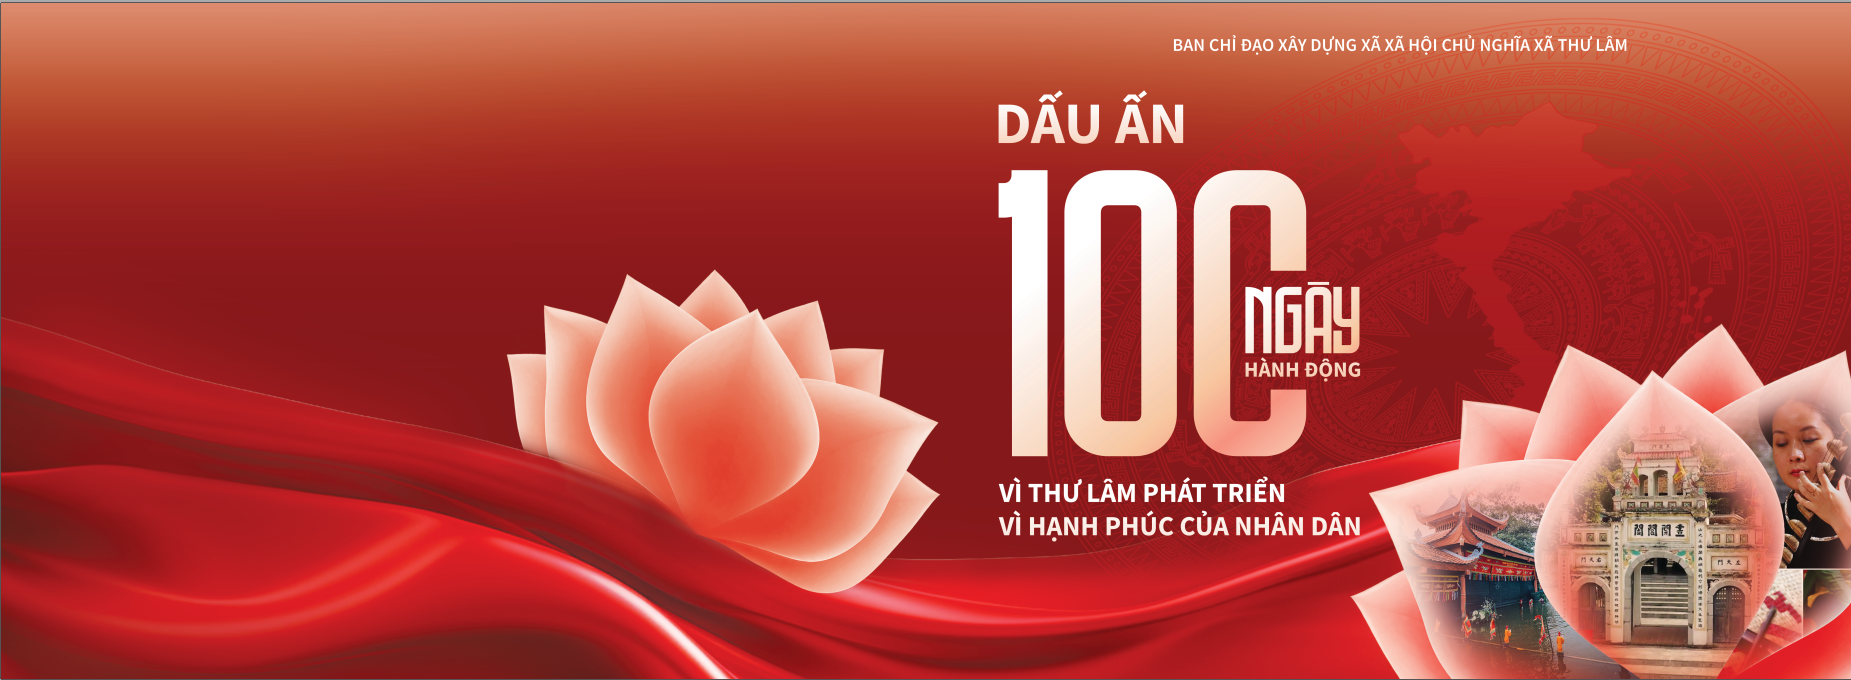 BAN CHỈ ĐẠO XÂY DỰNG XÃ XÃ HỘI CHỦ NGHĨA XÃ THƯ LÂM
DẤU ẤN
100
NGÀY
HÀNH ĐỘNG
VÌ THƯ LÂM PHÁT TRIỂN
VÌ HẠNH PHÚC CỦA NHÂN DÂN